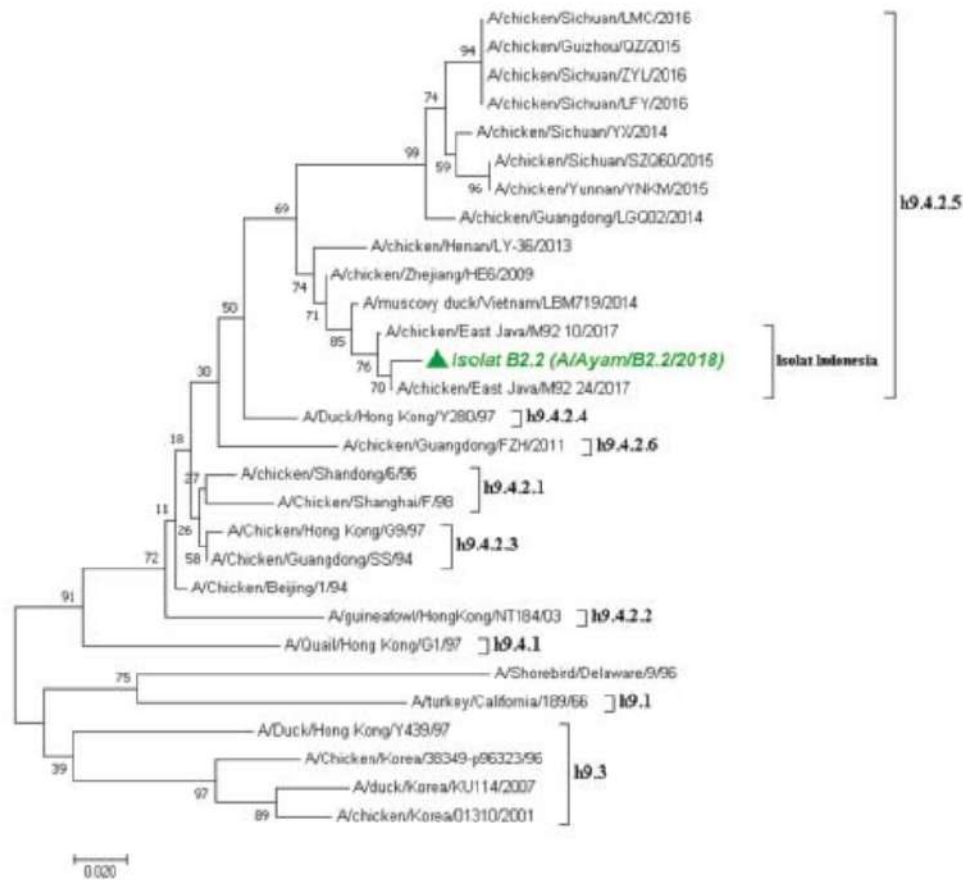 A/chicken/Sichuan/LMC/2016
94 A/chicken/Guizhou/QZ/2015
A/chicken/Sichuan/ZYL/2016
A/chicken/Sichuan/LFY/2016
74
A/chicken/Sichuan/YX/2014
99
59
A/chicken/Sichuan/SZQ60/2015
96 A/chicken/Yunnan/YNKM/2015
h9.4.2.5
69
A/chicken/Guangdong/LGQ02/2014
A/chicken/Henan/LY-36/2013
74
A/chicken/Zhejiang/HE6/2009
50
71
A/muscovy duck/Vietnam/LBM719/2014
85
A/chicken/East Java/M92 10/2017
76
Isolat B2.2 (A/Ayam/B2.2/2018)
Isolat Indonesia
30
70 A/chicken/East Java/M92 24/2017
A/Duck/Hong Kong/Y280/97 h9.4.2.4
18
A/chicken/Guangdong/FZH/2011 h9.4.2.6
27
A/chicken/Shandong/6/96
h9.4.2.1
A/Chicken/Shanghai/F/98
11
26
A/Chicken/Hong Kong/G9/97
h9.4.2.3
58 A/Chicken/Guangdong/SS/94
72
A/Chicken/Beijing/1/94
91
A/guineafowl/HongKong/NT184/03 h9.4.2.2
A/Quail/Hong Kong/G1/97 h9.4.1
75
A/Shorebird/Delaware/9/96
A/turkey/California/189/66 h9.1
A/Duck/Hong Kong/Y439/97
39
A/Chicken/Korea/38349-p96323/96
h9.3
97
A/duck/Korea/KU114/2007
89
A/chicken/Korea/01310/2001
0.020